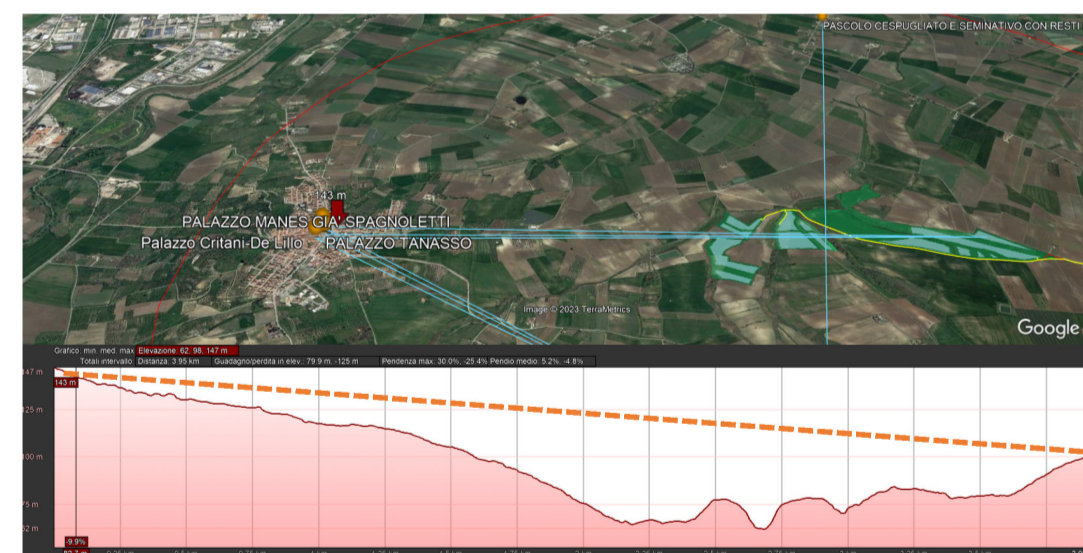 PASCOLO CESPUGLIATO E SEMINATIVO CON RESTI
143 m
PALAZZO MANES GIA' SPAGNOLETTI
Palazzo Critani-De Lillo
PALAZZO TANASSO
Image © 2023 TerraMetrics
Google
Grafico: min, med, max Elevazione: 62, 98, 147 m
Totali intervallo: Distanza: 3.95 km Guadagno/perdita in elev.: 79.9 m, -125 m Pendenza max: 30.0%, -25.4% Pendio medio: 5.2%, -4.8%
147 m
143 m
125 m
100 m
75 m
62 m
-9.9%